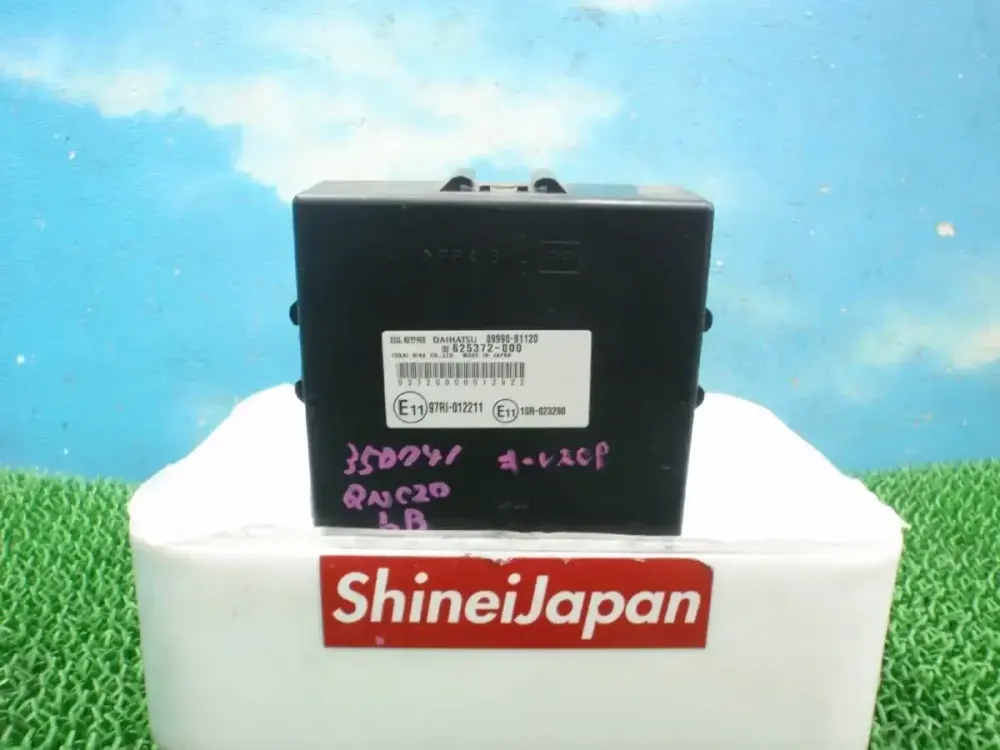 ECU, KEYFREE DAIHATSU 89990-B1120
625372-000
TOKAI RIKA CO.,LTD. MADE IN JAPAN
03720000012922
E11 97RI-012211
E11 10R-023290
350741
QNC20
bB
ShineiJapan